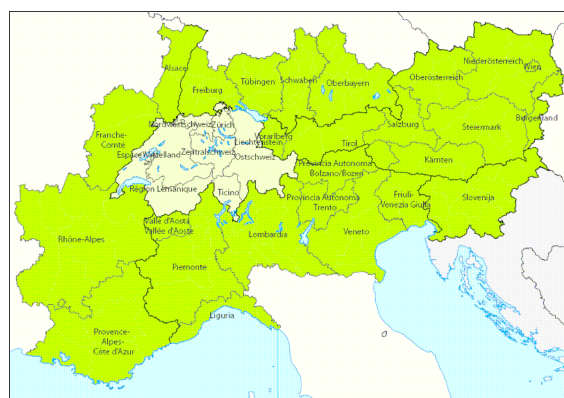 Alsace
Freiburg
Tübingen
Schwaben
Oberbayern
Oberösterreich
Niederösterreich
Wien
Burgenland
Steiermark
Salzburg
Kärnten
Tirol
Vorarlberg
Liechtenstein
Nordwestschweiz
Zürich
Zentralschweiz
Ostschweiz
Franche-
Comté
Espace Mittelland
Région Lémanique
Ticino
Provincia Autonoma
Bolzano/Bozen
Provincia Autonoma
Trento
Friuli-
Venezia Giulia
Slovenija
Veneto
Lombardia
Valle d'Aosta
Vallée d'Aoste
Rhône-Alpes
Piemonte
Liguria
Provence-
Alpes-
Côte d'Azur